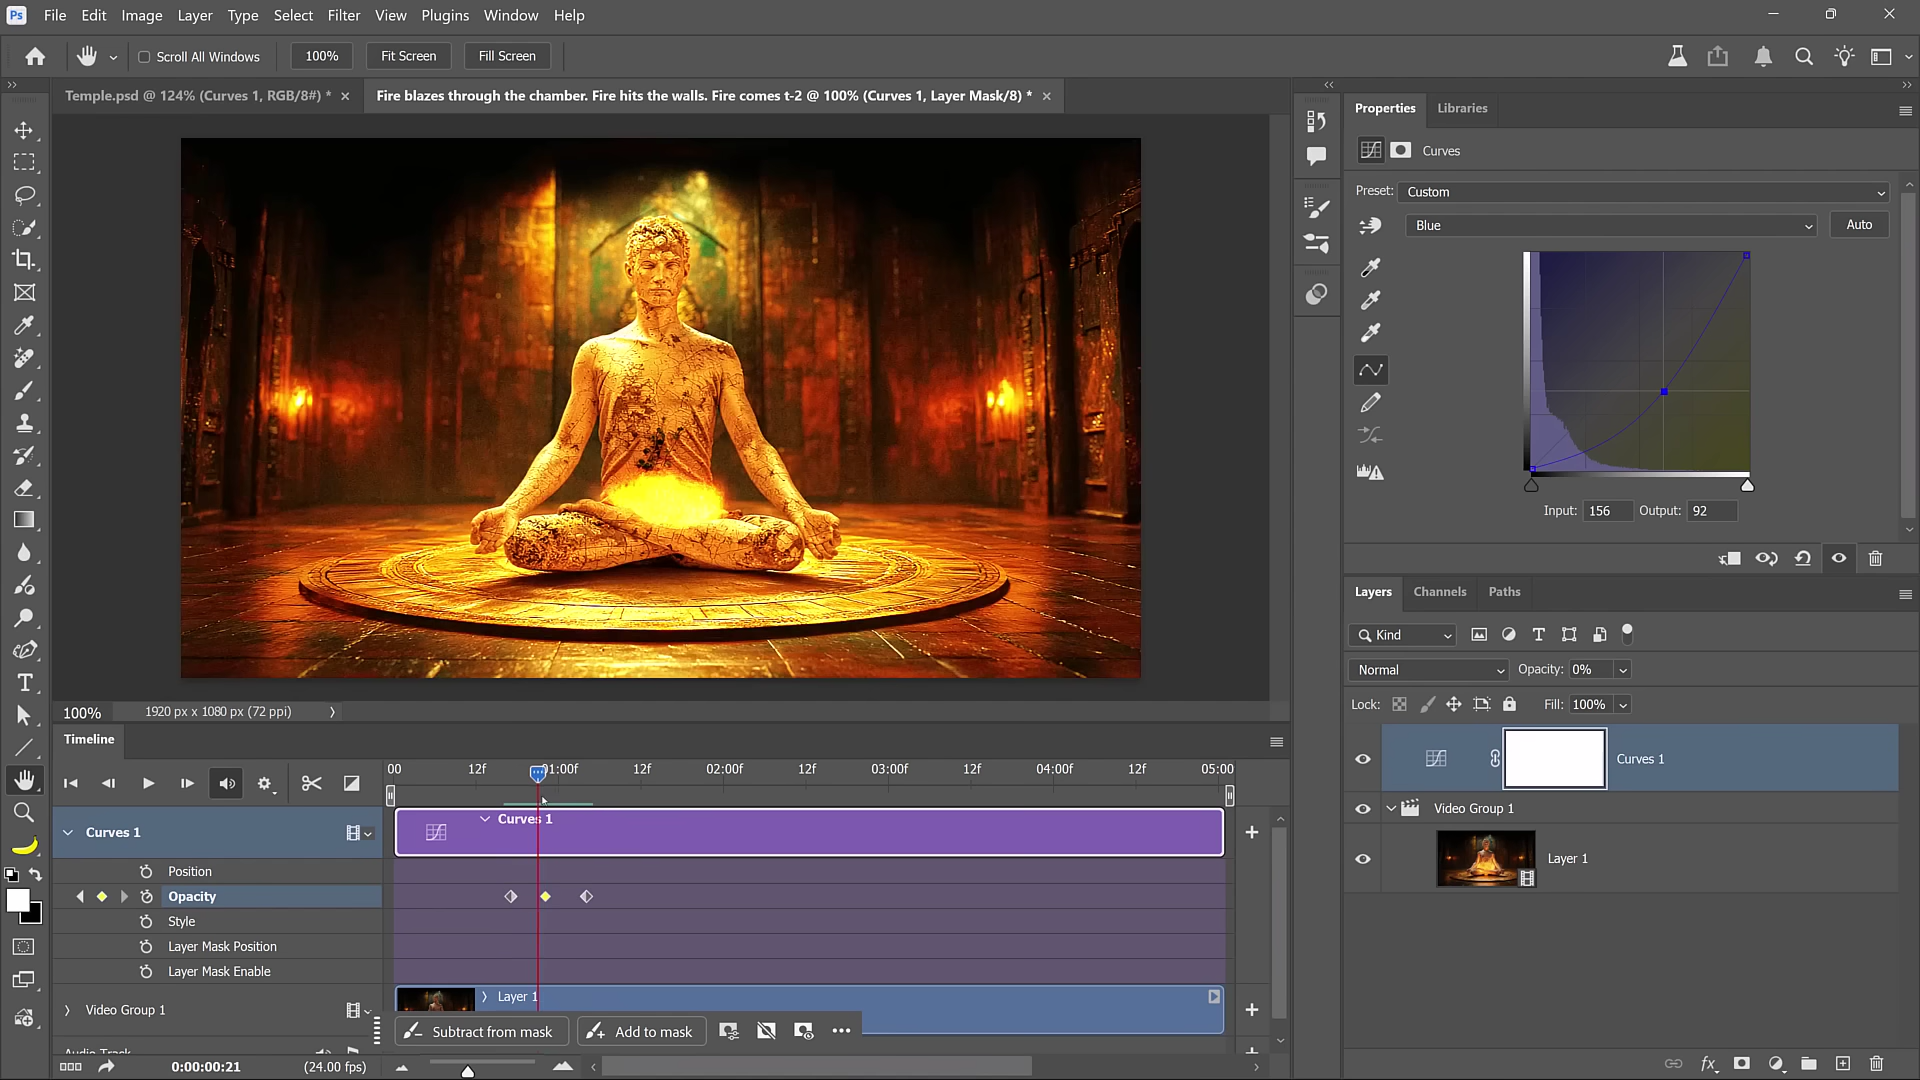 Ps File Edit Image Layer Type Select Filter View Plugins Window Help
Scroll All Windows 100% Fit Screen Fill Screen
Temple.psd @ 124% (Curves 1, RGB/8#) * × Fire blazes through the chamber. Fire hits the walls. Fire comes t-2 @ 100% (Curves 1, Layer Mask/8) * ×
Properties Libraries
Curves
Preset: Custom
Blue Auto
Input: 156 Output: 92
Layers Channels Paths
Kind
Normal Opacity: 0%
Lock: Fill: 100%
Curves 1
Video Group 1
Layer 1
100% 1920 px x 1080 px (72 ppi)
Timeline
00 12f 01:00f 12f 02:00f 12f 03:00f 12f 04:00f 12f 05:00
Curves 1 Curves 1
Position
Opacity
Style
Layer Mask Position
Layer Mask Enable
Video Group 1 Layer 1
Subtract from mask Add to mask
Audio Track
0:00:00:21 (24.00 fps)